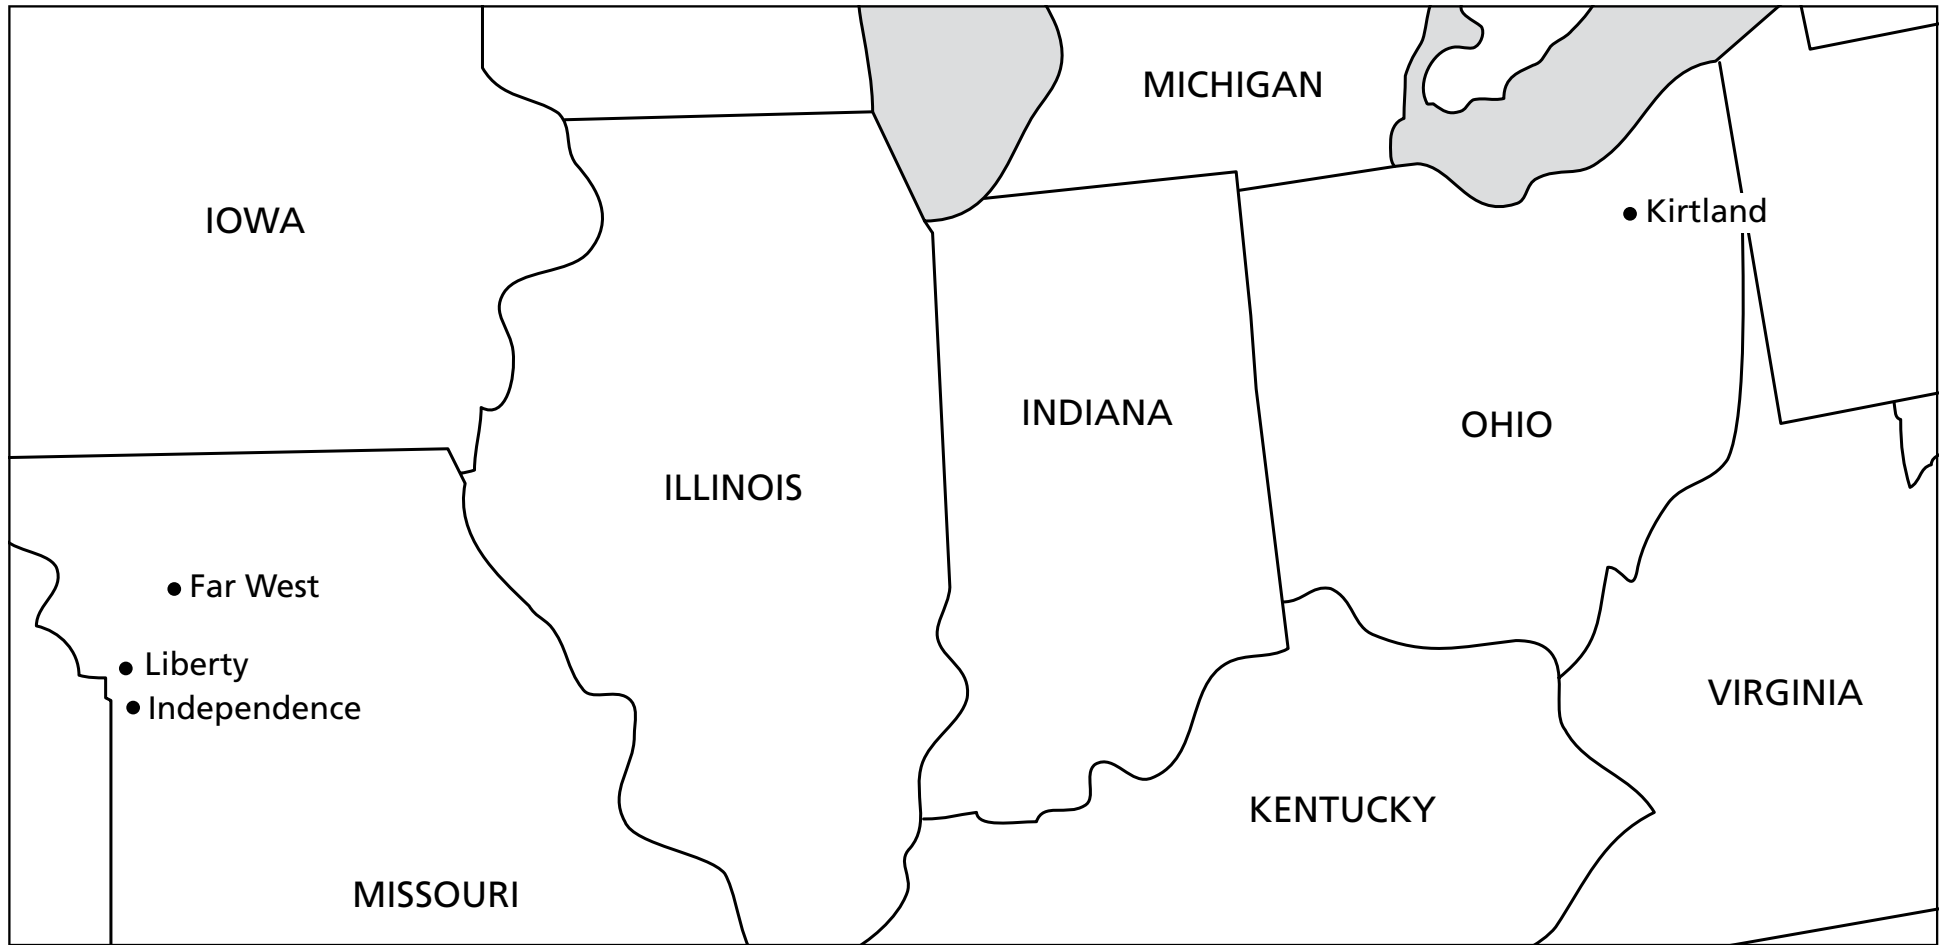 MICHIGAN
IOWA
Kirtland
INDIANA
OHIO
ILLINOIS
Far West
Liberty
Independence
VIRGINIA
KENTUCKY
MISSOURI